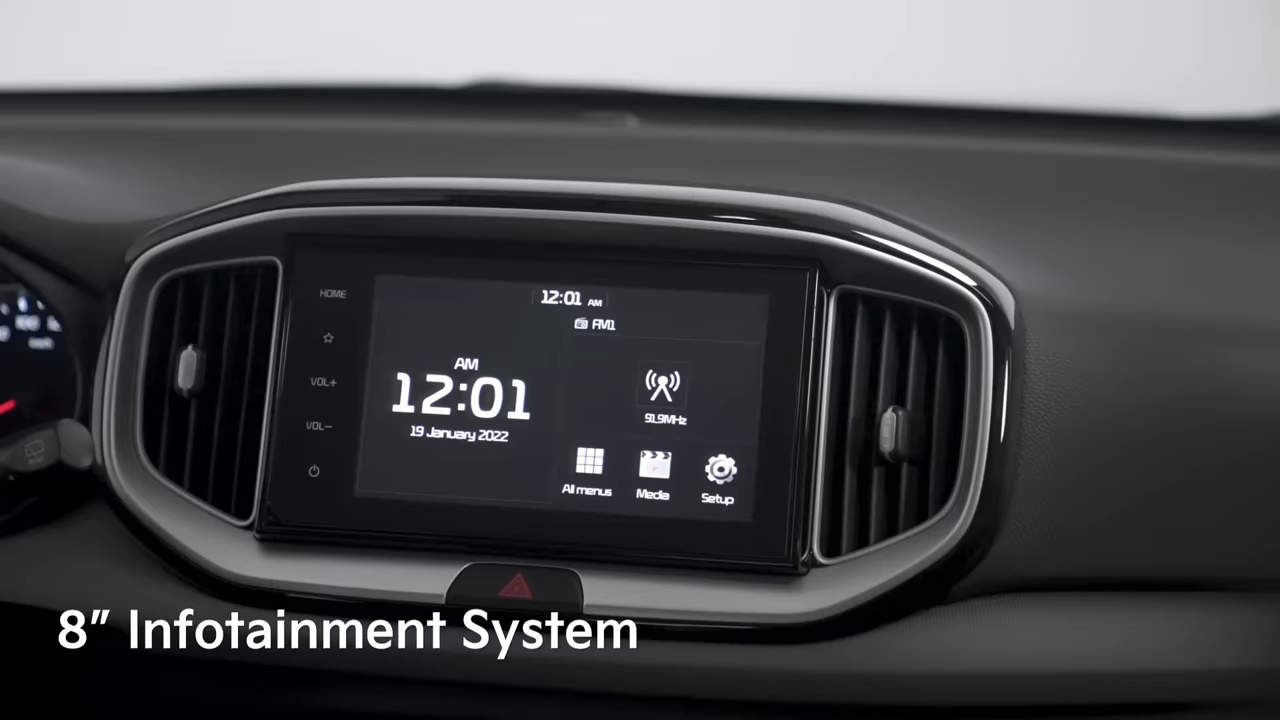 HOME
VOL+
VOL-
12:01 AM
FM1
AM
12:01
19 January 2022
91.9MHz
All menus
Media
Setup
8" Infotainment System